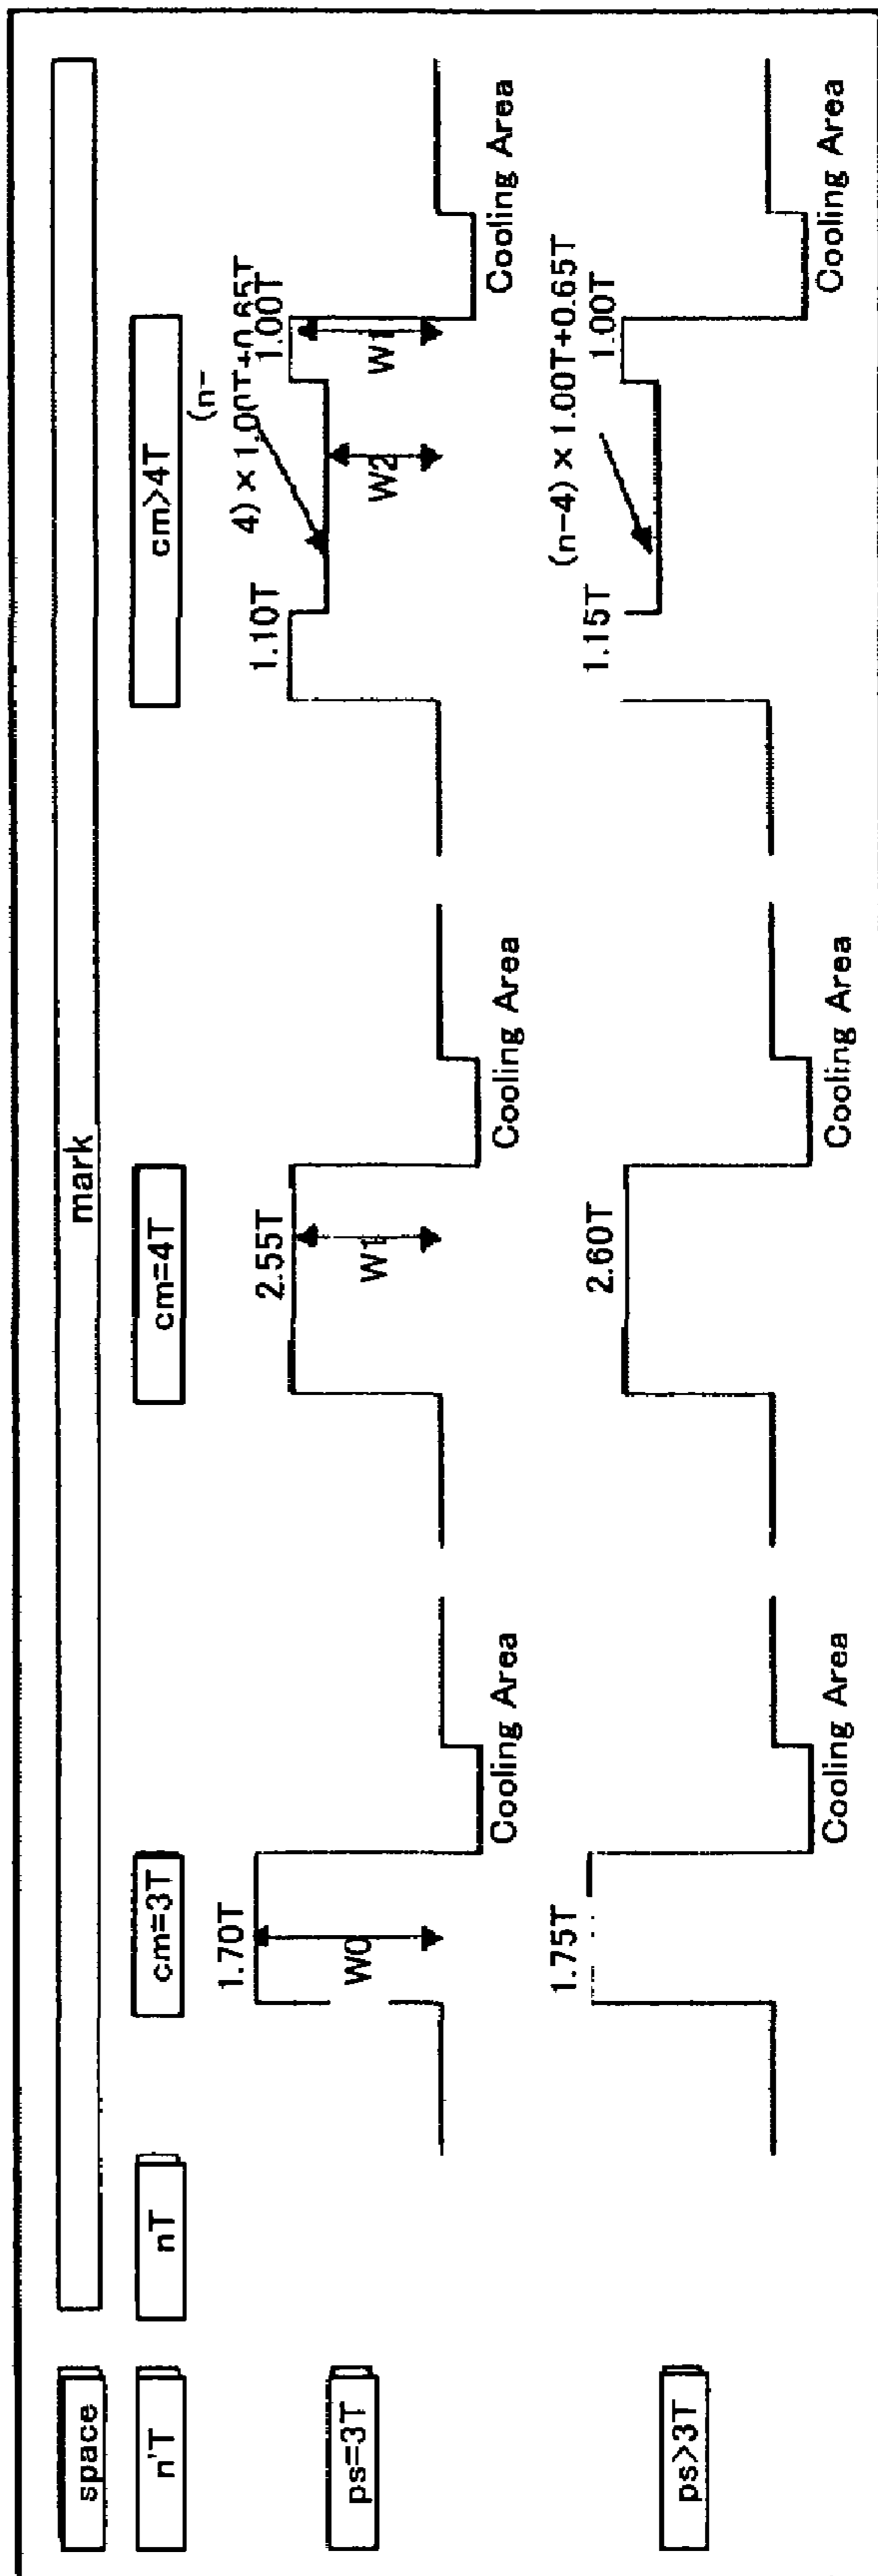 space
mark
n'T
nT
cm=3T
cm=4T
cm>4T
ps=3T
1.70T
W0
Cooling Area
2.55T
W1
Cooling Area
1.10T
(n-
4) × 1.00T+0.65T
1.00T
W2
W1
Cooling Area
ps>3T
1.75T
Cooling Area
2.60T
Cooling Area
1.15T
(n-4) × 1.00T+0.65T
1.00T
Cooling Area